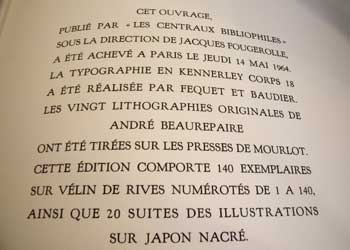 CET OUVRAGE,
PUBLIÉ PAR « LES CENTRAUX BIBLIOPHILES »
SOUS LA DIRECTION DE JACQUES FOUGEROLLE,
A ÉTÉ ACHEVÉ A PARIS LE JEUDI 14 MAI 1964.
LA TYPOGRAPHIE EN KENNERLEY CORPS 18
A ÉTÉ RÉALISÉE PAR FEQUET ET BAUDIER.
LES VINGT LITHOGRAPHIES ORIGINALES DE
ANDRÉ BEAUREPAIRE
ONT ÉTÉ TIRÉES SUR LES PRESSES DE MOURLOT.
CETTE ÉDITION COMPORTE 140 EXEMPLAIRES
SUR VÉLIN DE RIVES NUMÉROTÉS DE 1 A 140,
AINSI QUE 20 SUITES DES ILLUSTRATIONS
SUR JAPON NACRÉ.